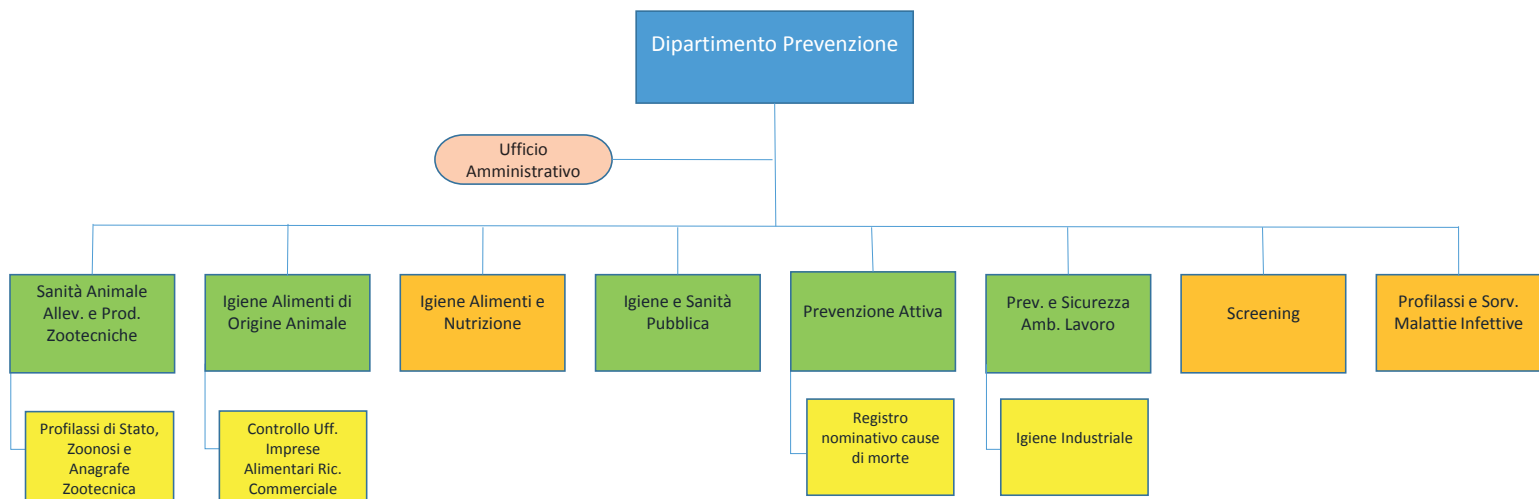 Dipartimento Prevenzione
Ufficio
Amministrativo
Sanità Animale
Allev. e Prod.
Zootecniche
Igiene Alimenti di
Origine Animale
Igiene Alimenti e
Nutrizione
Igiene e Sanità
Pubblica
Prevenzione Attiva
Prev. e Sicurezza
Amb. Lavoro
Screening
Profilassi e Sorv.
Malattie Infettive
Profilassi di Stato,
Zoonosi e
Anagrafe
Zootecnica
Controllo Uff.
Imprese
Alimentari Ric.
Commerciale
Registro
nominativo cause
di morte
Igiene Industriale